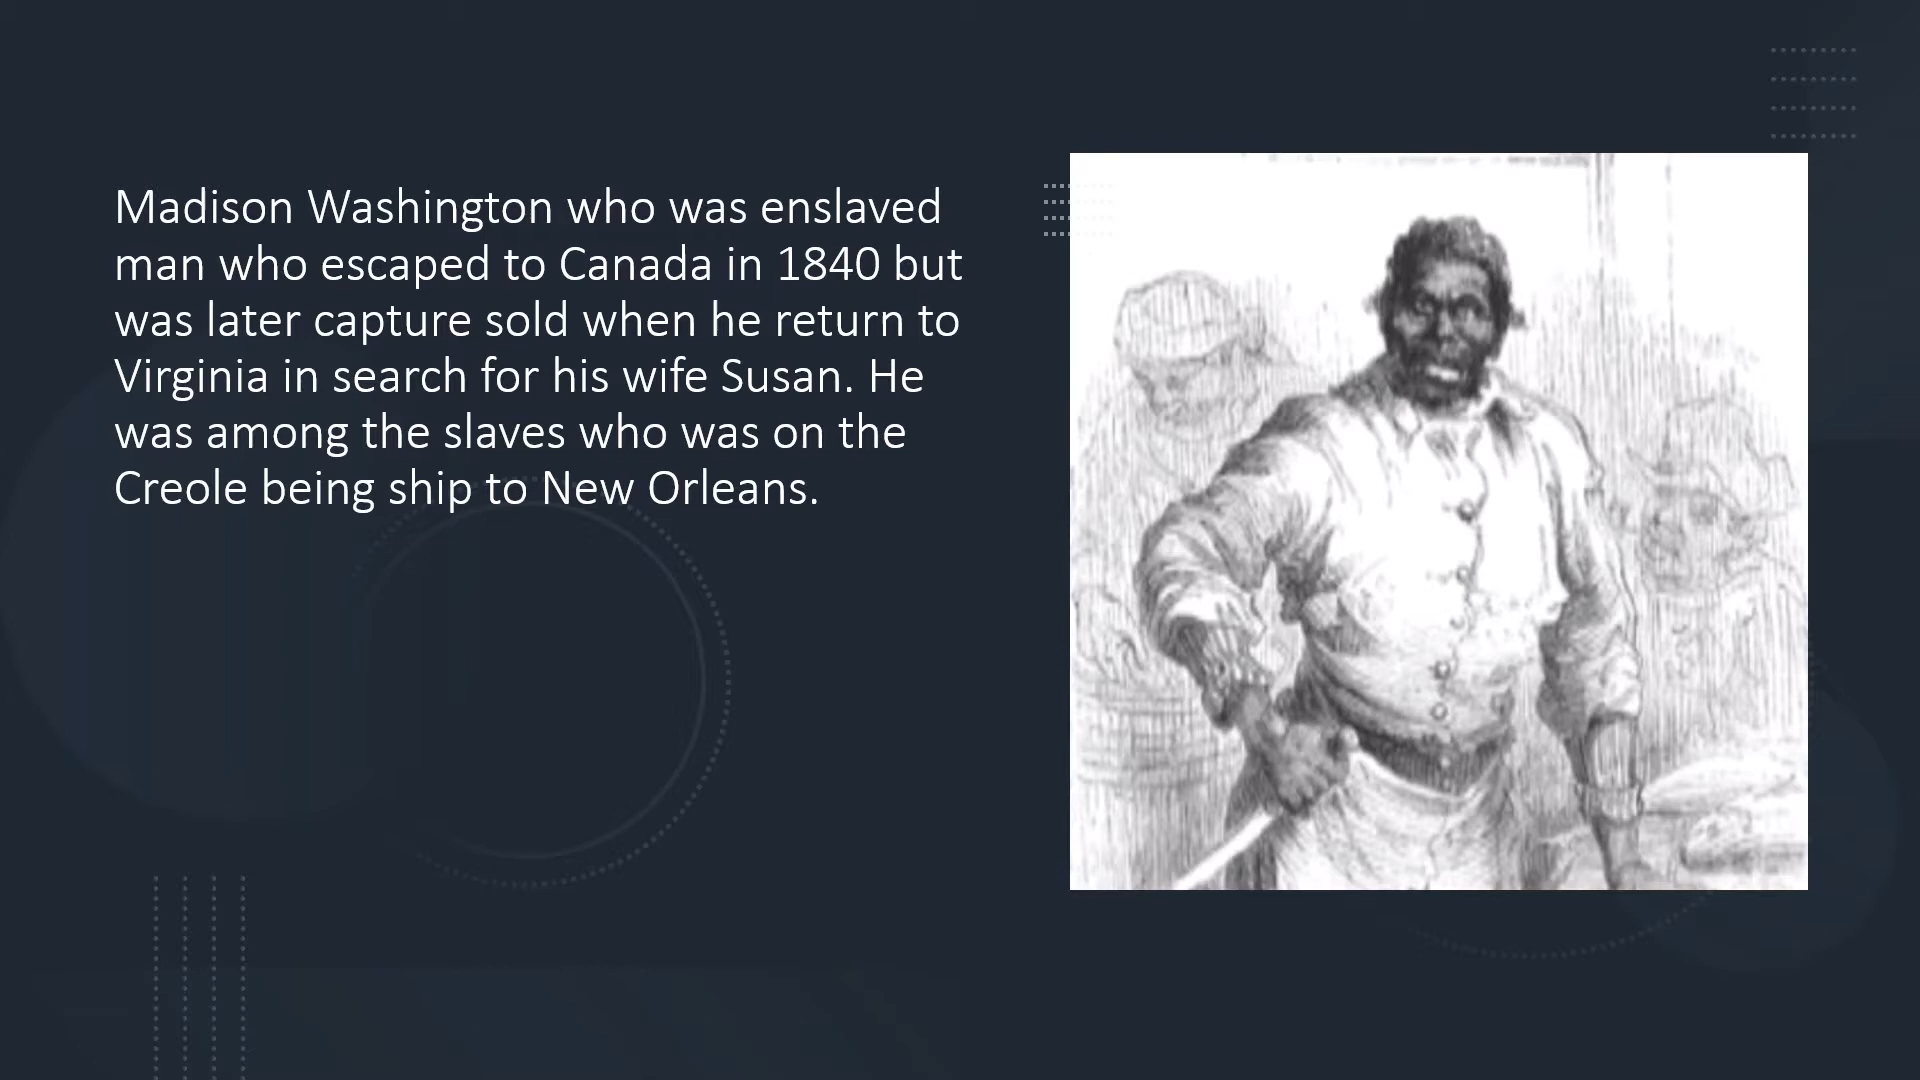 Madison Washington who was enslaved
man who escaped to Canada in 1840 but
was later capture sold when he return to
Virginia in search for his wife Susan. He
was among the slaves who was on the
Creole being ship to New Orleans.